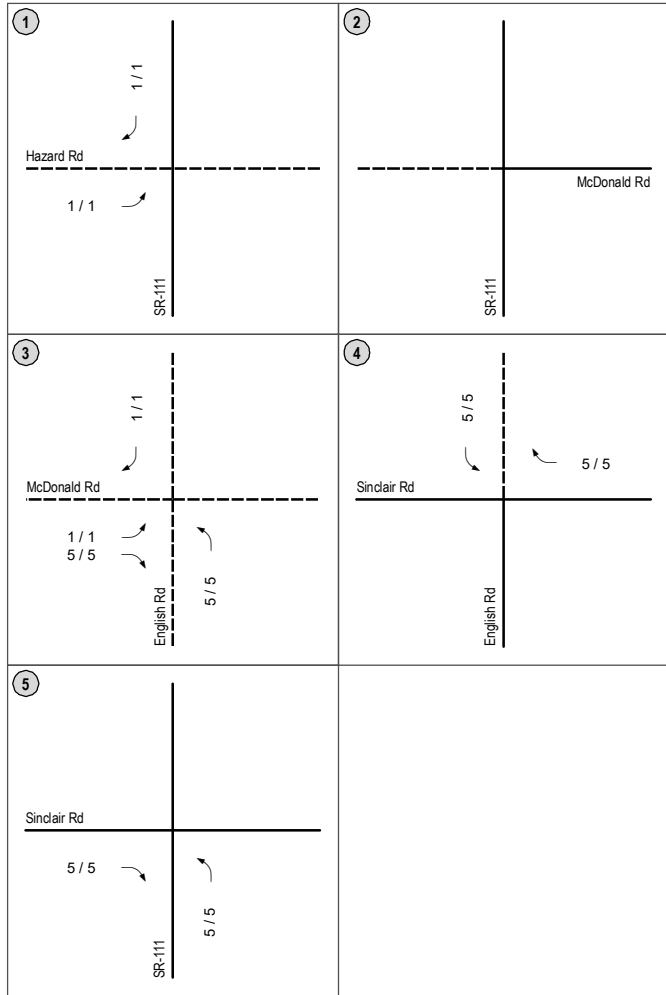 1
1 / 1
Hazard Rd
1 / 1
SR-111
2
McDonald Rd
SR-111
3
1 / 1
McDonald Rd
1 / 1
5 / 5
English Rd
5 / 5
4
5 / 5
5 / 5
Sinclair Rd
English Rd
5
Sinclair Rd
5 / 5
5 / 5
SR-111